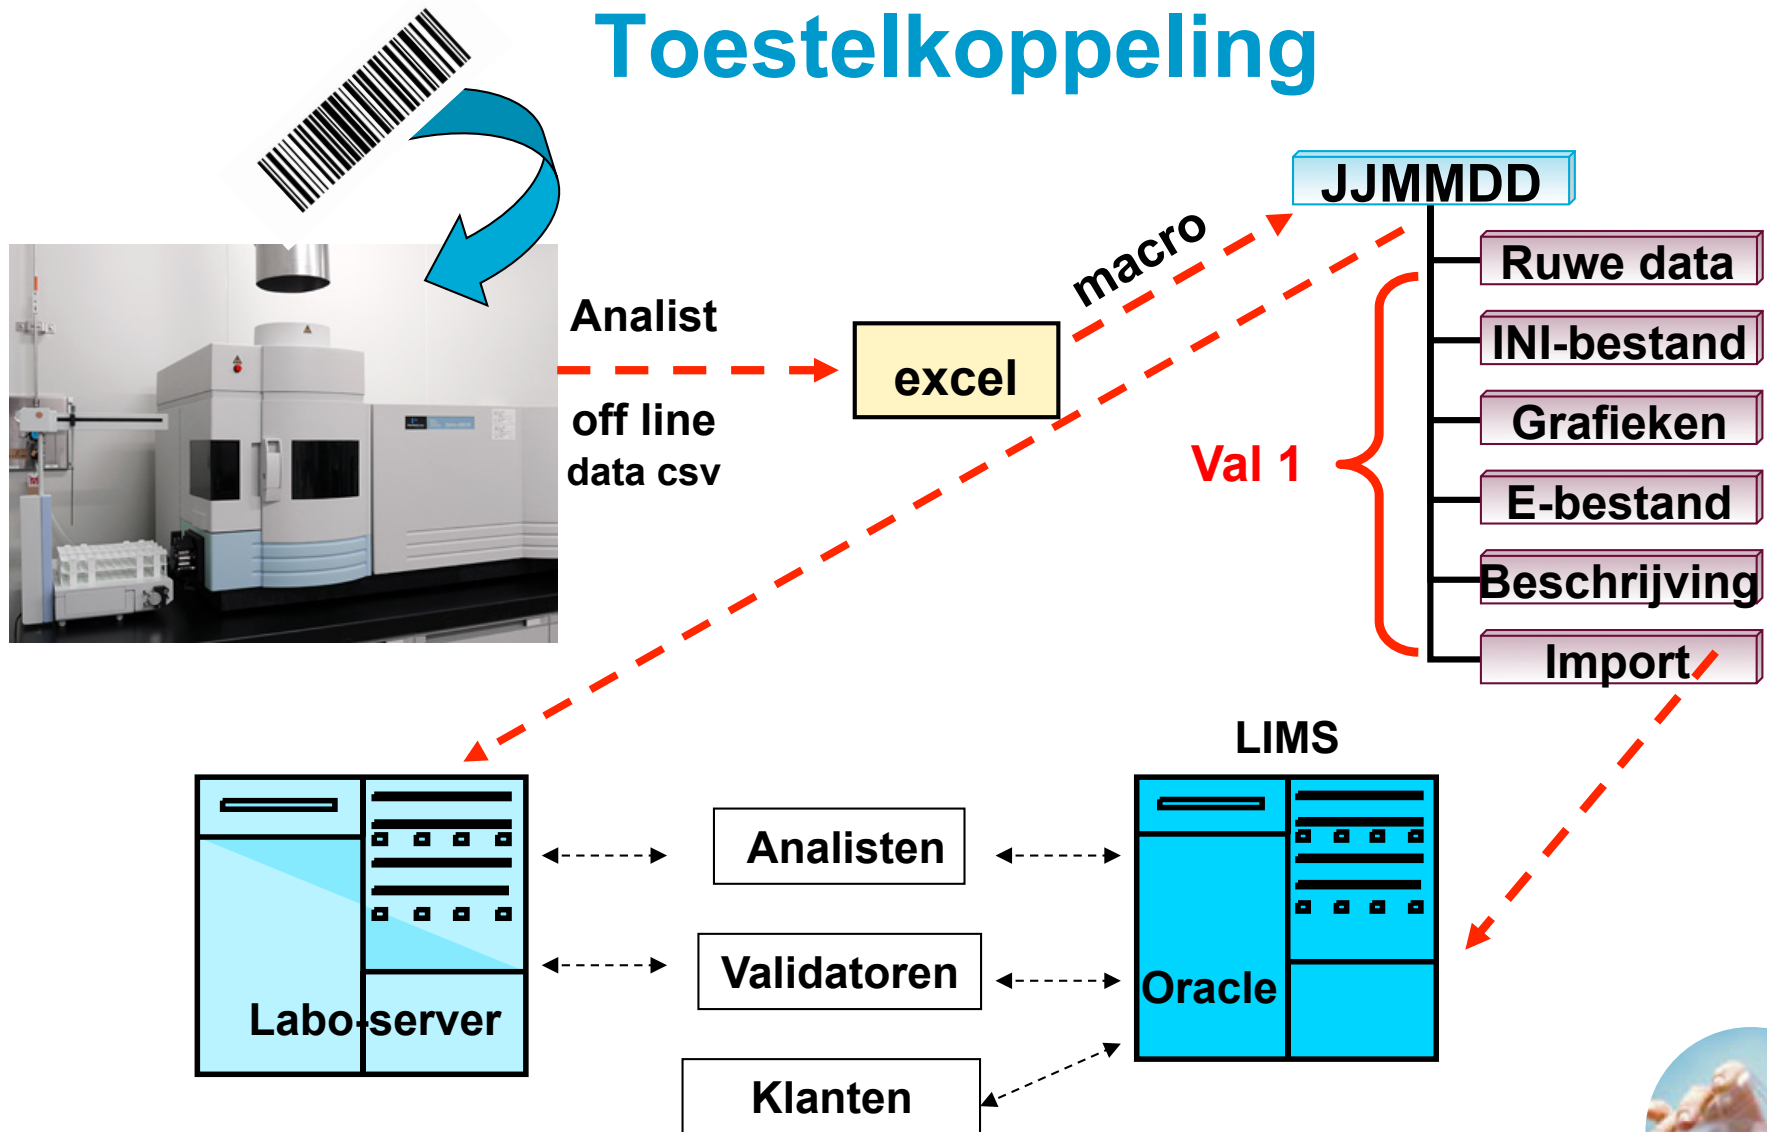 Toestelkoppeling
JJMMDD
Ruwe data
INI-bestand
Grafieken
E-bestand
Beschrijving
Import
macro
Analist
off line
data csv
excel
Val 1
LIMS
Labo-server
Analisten
Validatoren
Klanten
Oracle